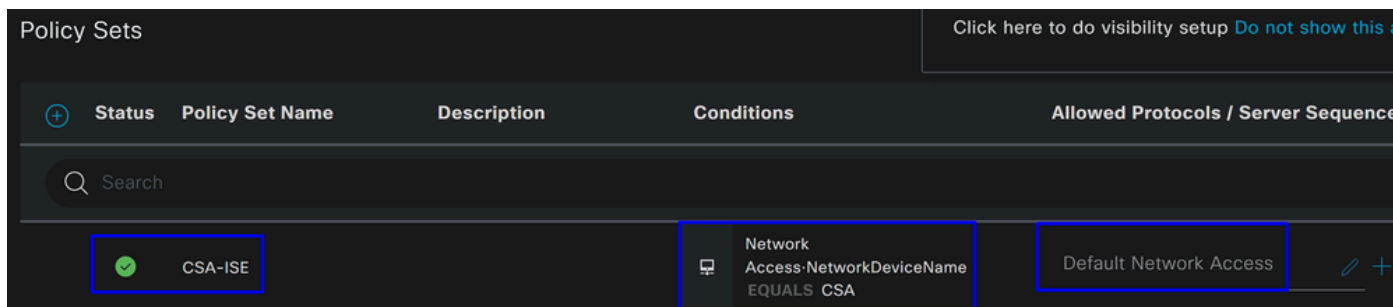 Policy Sets
Click here to do visibility setup Do not show this
Status Policy Set Name Description Conditions Allowed Protocols / Server Sequence
Search
CSA-ISE
Network
Access·NetworkDeviceName
EQUALS CSA
Default Network Access